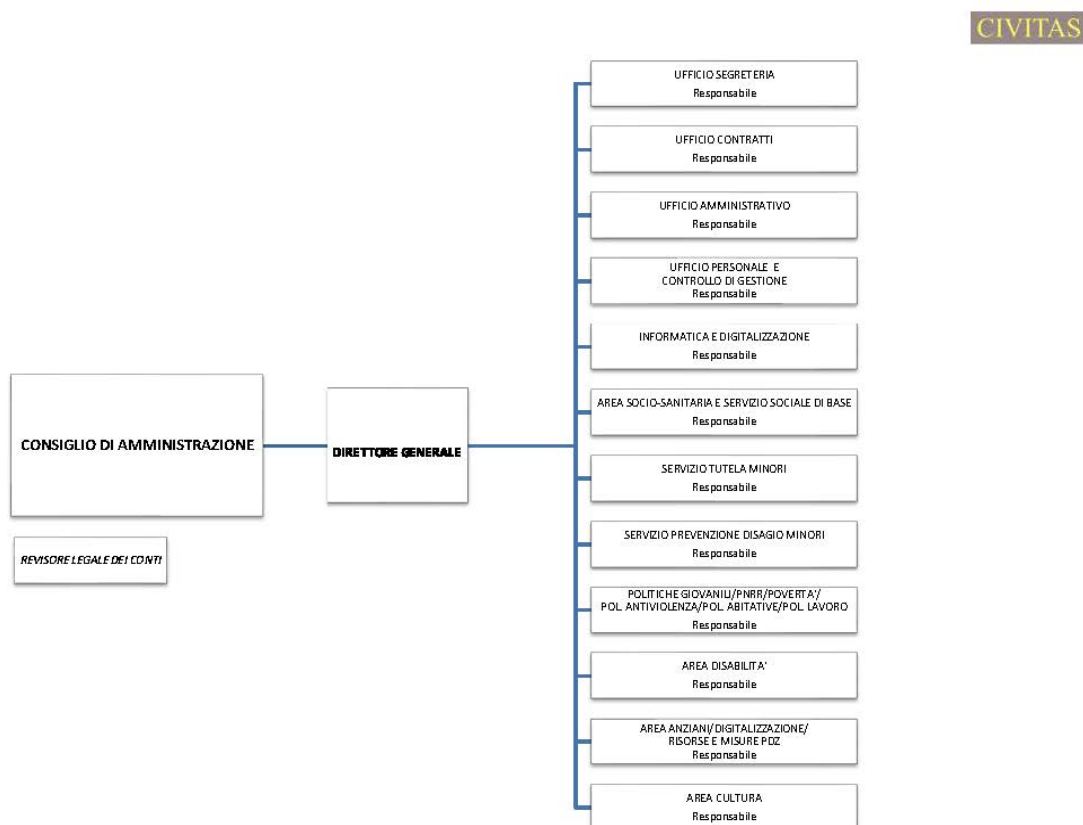 CIVITAS
UFFICIO SEGRETERIA
Responsabile
UFFICIO CONTRATTI
Responsabile
UFFICIO AMMINISTRATIVO
Responsabile
UFFICIO PERSONALE E
CONTROLLO DI GESTIONE
Responsabile
INFORMATICA E DIGITALIZZAZIONE
Responsabile
AREA SOCIO-SANITARIA E SERVIZIO SOCIALE DI BASE
Responsabile
CONSIGLIO DI AMMINISTRAZIONE
DIRETTORE GENERALE
SERVIZIO TUTELA MINORI
Responsabile
SERVIZIO PREVENZIONE DISAGIO MINORI
Responsabile
REVISORE LEGALE DEI CONTI
POLITICHE GIOVANILI/PNRR/POVERTA'/
POL. ANTIVIOLENZA/POL. ABITATIVE/POL. LAVORO
Responsabile
AREA DISABILITA'
Responsabile
AREA ANZIANI/DIGITALIZZAZIONE/
RISORSE E MISURE PDZ
Responsabile
AREA CULTURA
Responsabile